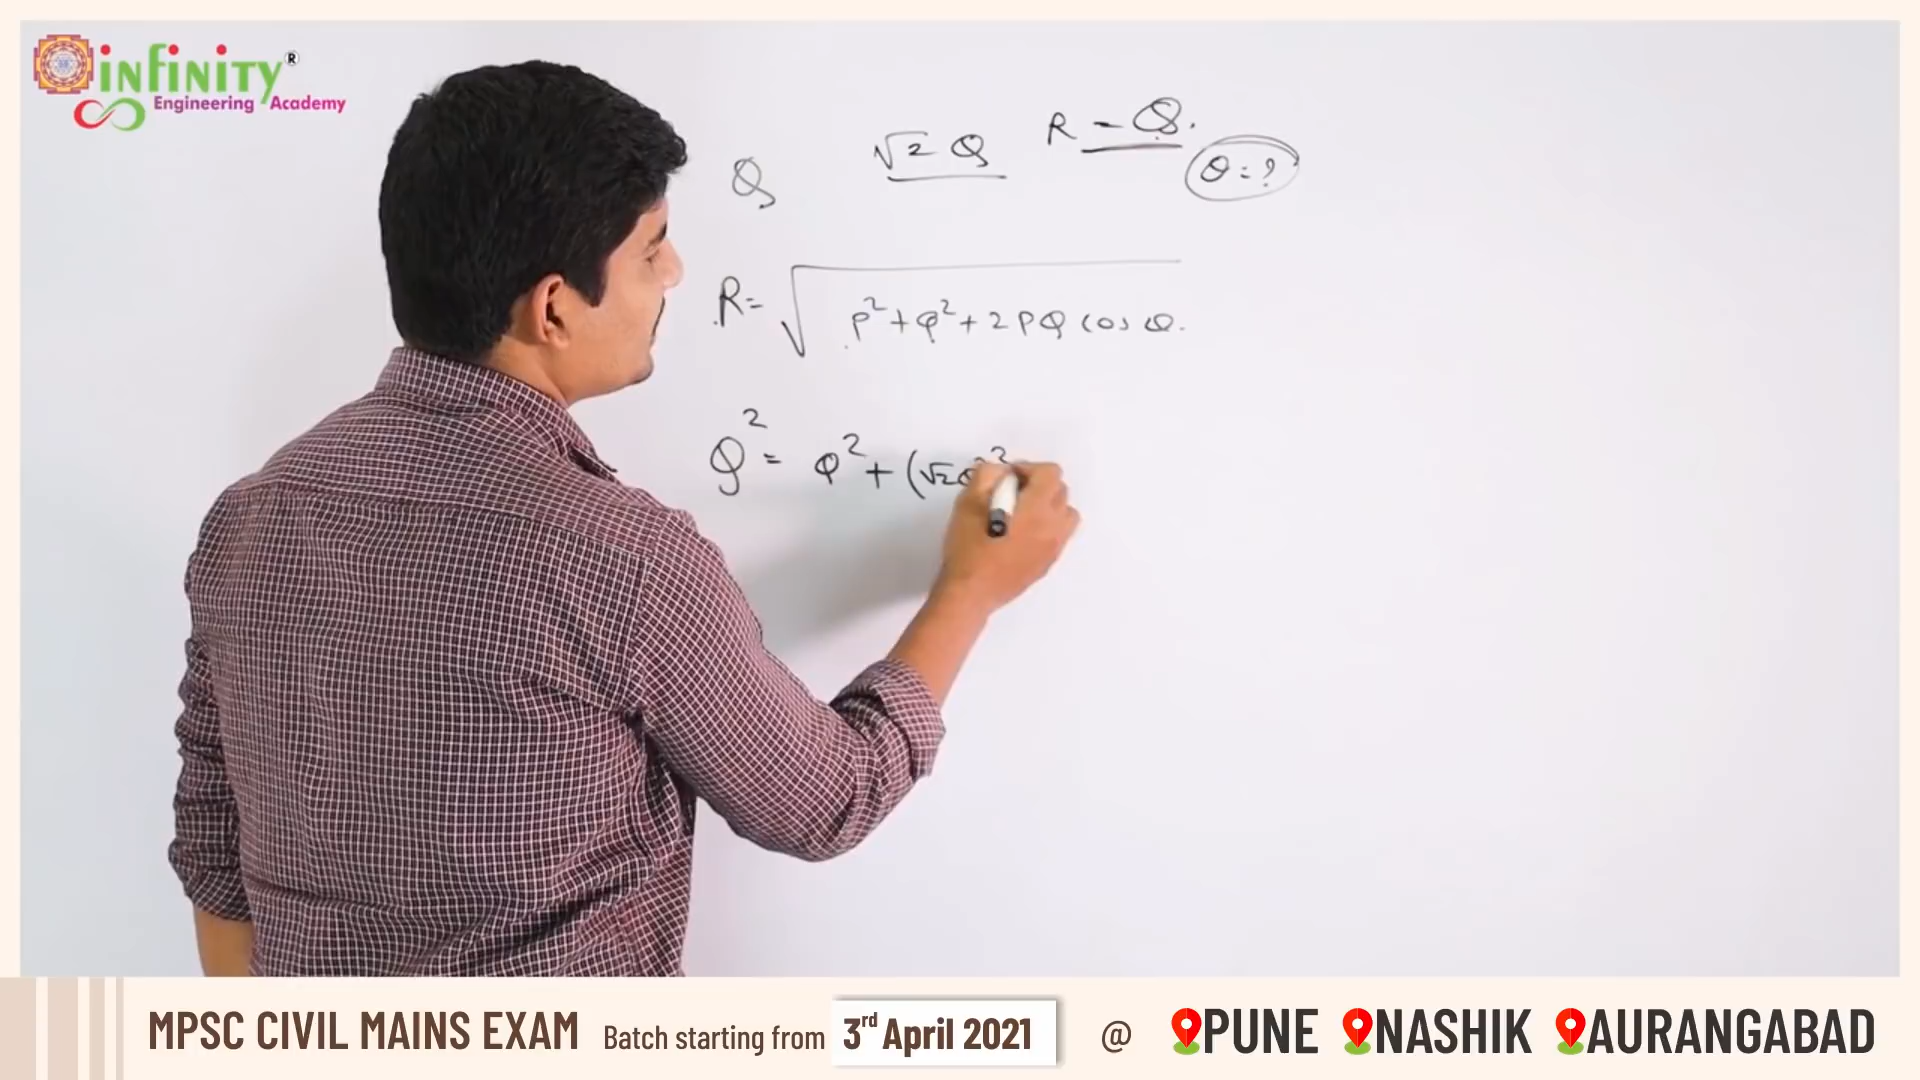 infinity®
Engineering Academy
Q √2 Q R = Q.
θ = ?
R = √P²+Q²+2PQ cos θ.
Q² = Q² + (√2Q)²
MPSC CIVIL MAINS EXAM Batch starting from 3rd April 2021 @ PUNE NASHIK AURANGABAD